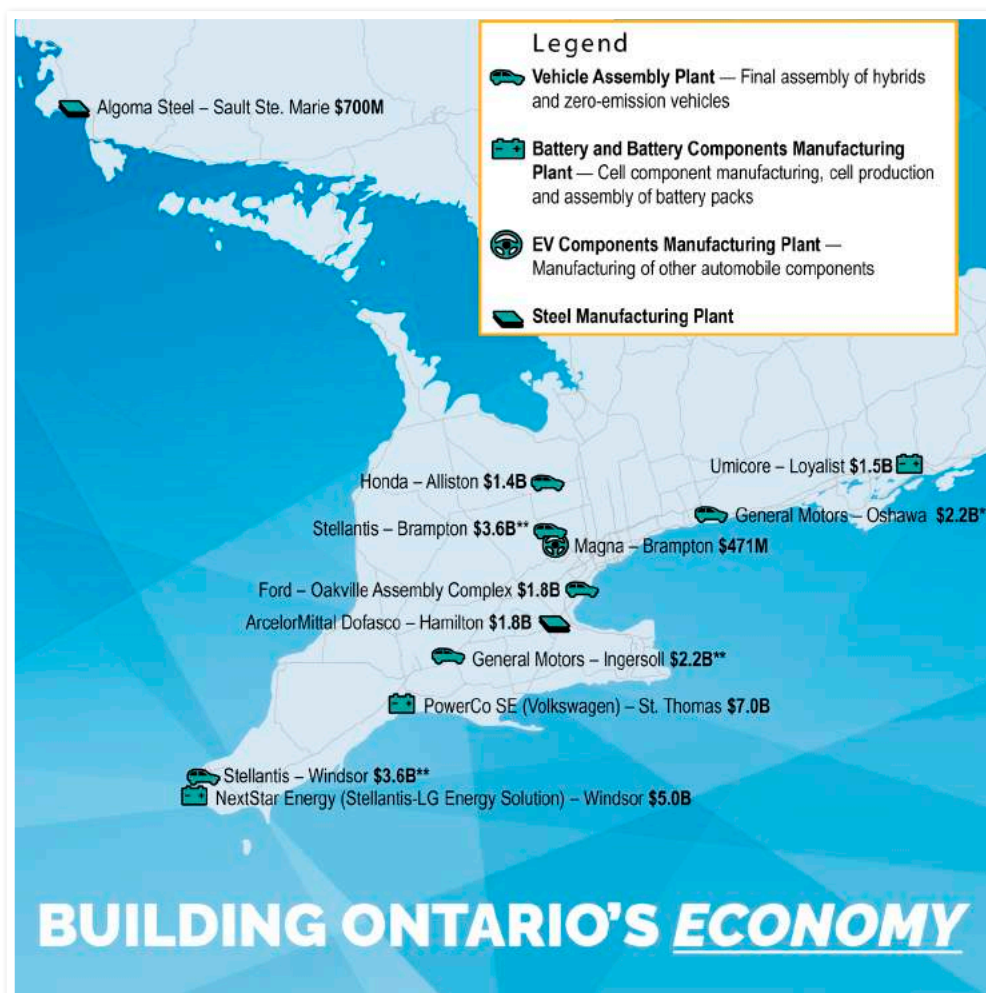 Legend
Vehicle Assembly Plant — Final assembly of hybrids
and zero-emission vehicles
Battery and Battery Components Manufacturing
Plant — Cell component manufacturing, cell production
and assembly of battery packs
EV Components Manufacturing Plant —
Manufacturing of other automobile components
Steel Manufacturing Plant
Algoma Steel – Sault Ste. Marie $700M
Umicore – Loyalist $1.5B
Honda – Alliston $1.4B
General Motors – Oshawa $2.2B*
Stellantis – Brampton $3.6B**
Magna – Brampton $471M
Ford – Oakville Assembly Complex $1.8B
ArcelorMittal Dofasco – Hamilton $1.8B
General Motors – Ingersoll $2.2B**
PowerCo SE (Volkswagen) – St. Thomas $7.0B
Stellantis – Windsor $3.6B**
NextStar Energy (Stellantis-LG Energy Solution) – Windsor $5.0B
BUILDING ONTARIO'S ECONOMY